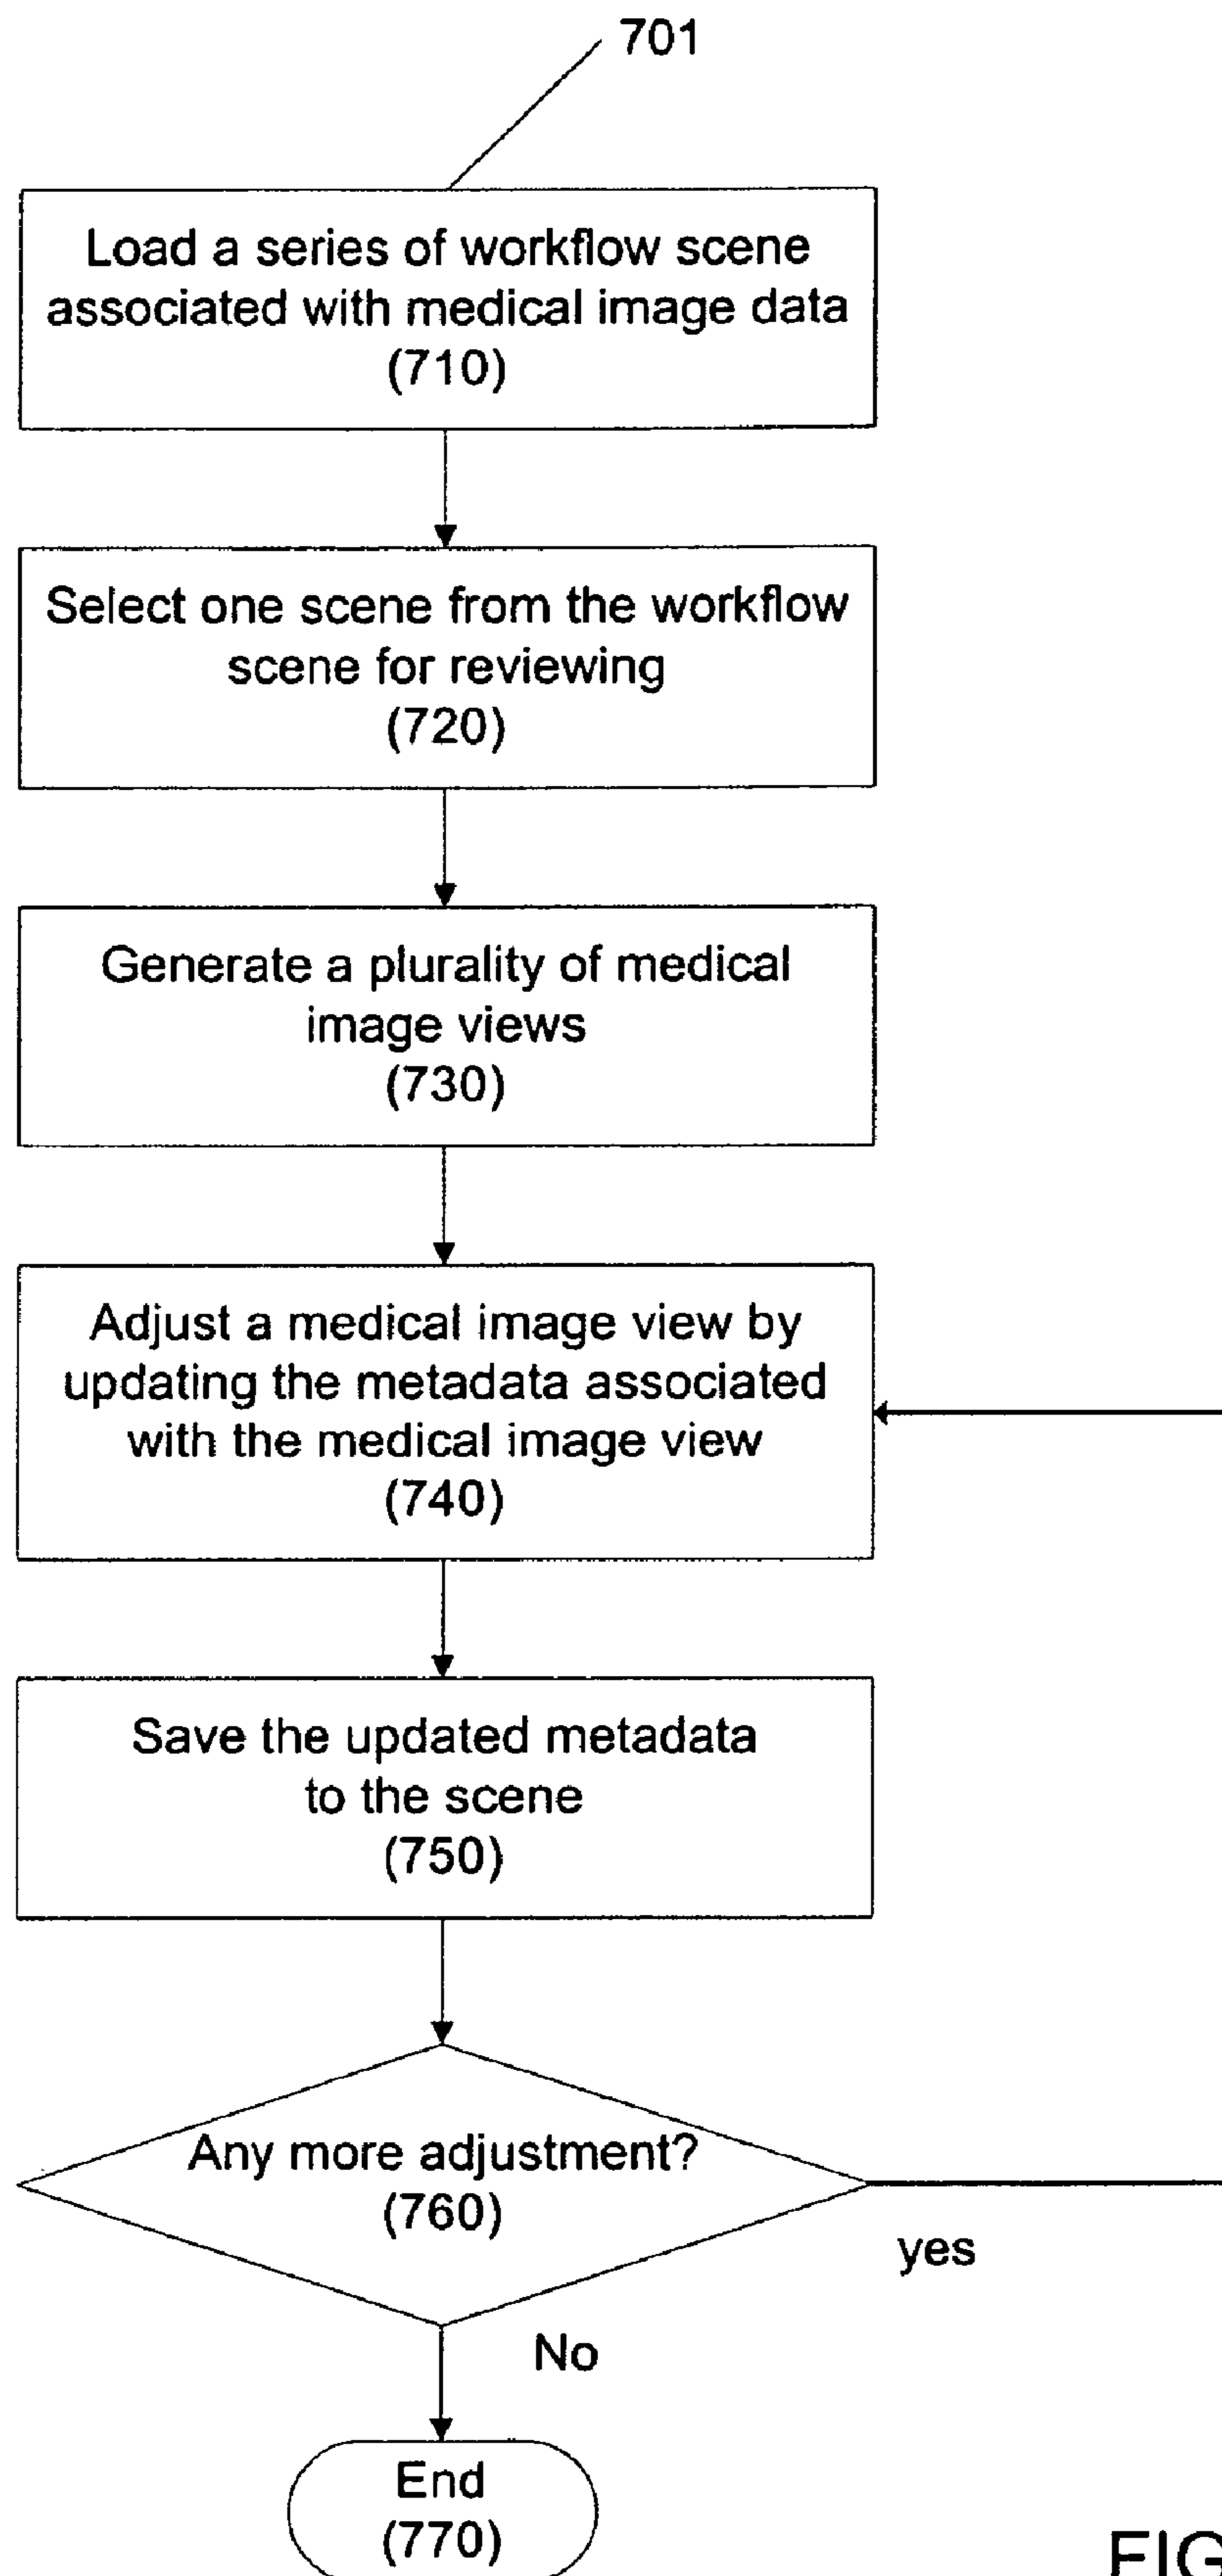 701
Load a series of workflow scene
associated with medical image data
(710)
Select one scene from the workflow
scene for reviewing
(720)
Generate a plurality of medical
image views
(730)
Adjust a medical image view by
updating the metadata associated
with the medical image view
(740)
Save the updated metadata
to the scene
(750)
Any more adjustment?
(760)
yes
No
End
(770)
FIG